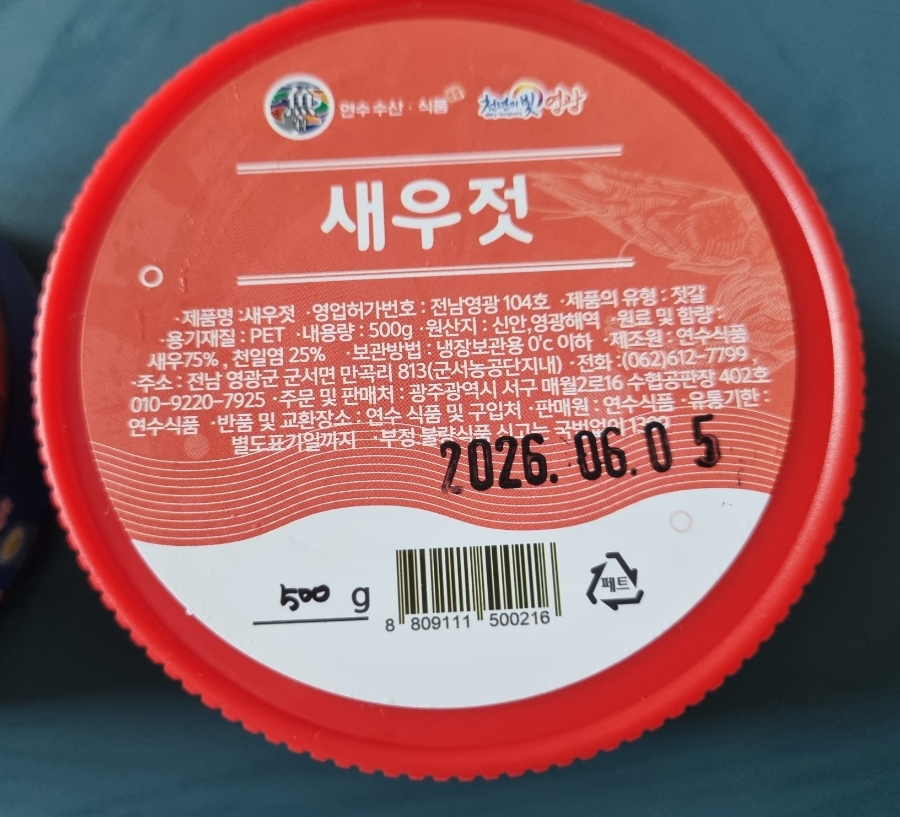 연수 수산·식품
천년의 빛 영광
새우젓
·제품명 :새우젓 ·영업허가번호 : 전남영광 104호 ·제품의 유형 : 젓갈
·용기재질 : PET ·내용량 : 500g · 원산지 : 신안,영광해역 ·원료 및 함량 :
새우75% , 천일염 25% ·보관방법 : 냉장보관용 0'c 이하 ·제조원 : 연수식품
·주소 : 전남 영광군 군서면 만곡리 813(군서농공단지내) ·전화 : (062)612-7799 ,
010-9220-7925 ·주문 및 판매처 : 광주광역시 서구 매월2로16 수협공판장 402호
연수식품 ·반품 및 교환장소 : 연수 식품 및 구입처 · 판매원 : 연수식품 ·유통기한 :
별도표기일까지 ·부정.불량식품 신고는 국번없이
2026. 06. 0 5
500 g
8 809111 500216
페트